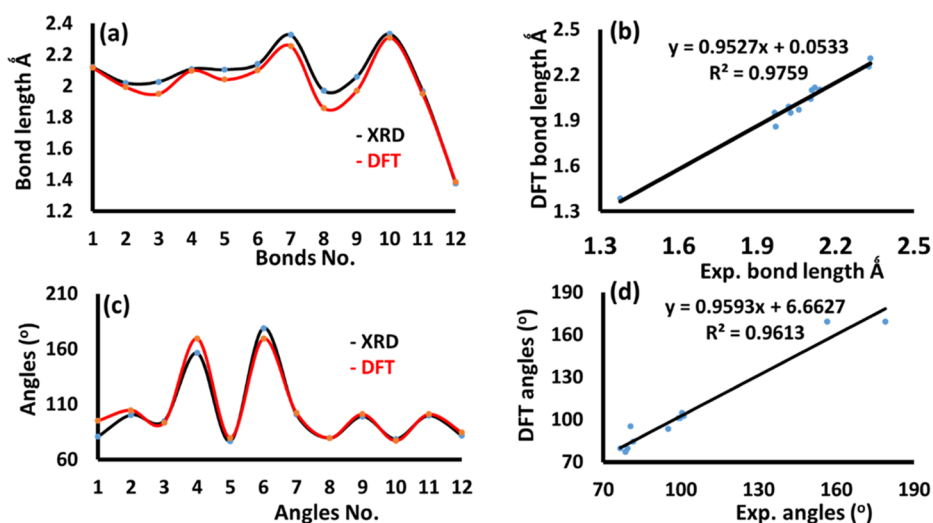 (a)
2.4
2.2
2
1.8
1.6
1.4
1.2
Bond length Ǻ
- XRD
- DFT
1 2 3 4 5 6 7 8 9 10 11 12
Bonds No.
(b)
y = 0.9527x + 0.0533
R² = 0.9759
2.5
2.2
1.9
1.6
1.3
DFT bond length Ǻ
1.3 1.6 1.9 2.2 2.5
Exp. bond length Ǻ
(c)
210
160
110
60
Angles (º)
- XRD
- DFT
1 2 3 4 5 6 7 8 9 10 11 12
Angles No.
(d)
y = 0.9593x + 6.6627
R² = 0.9613
190
160
130
100
70
DFT angles (º)
70 100 130 160 190
Exp. angles (º)